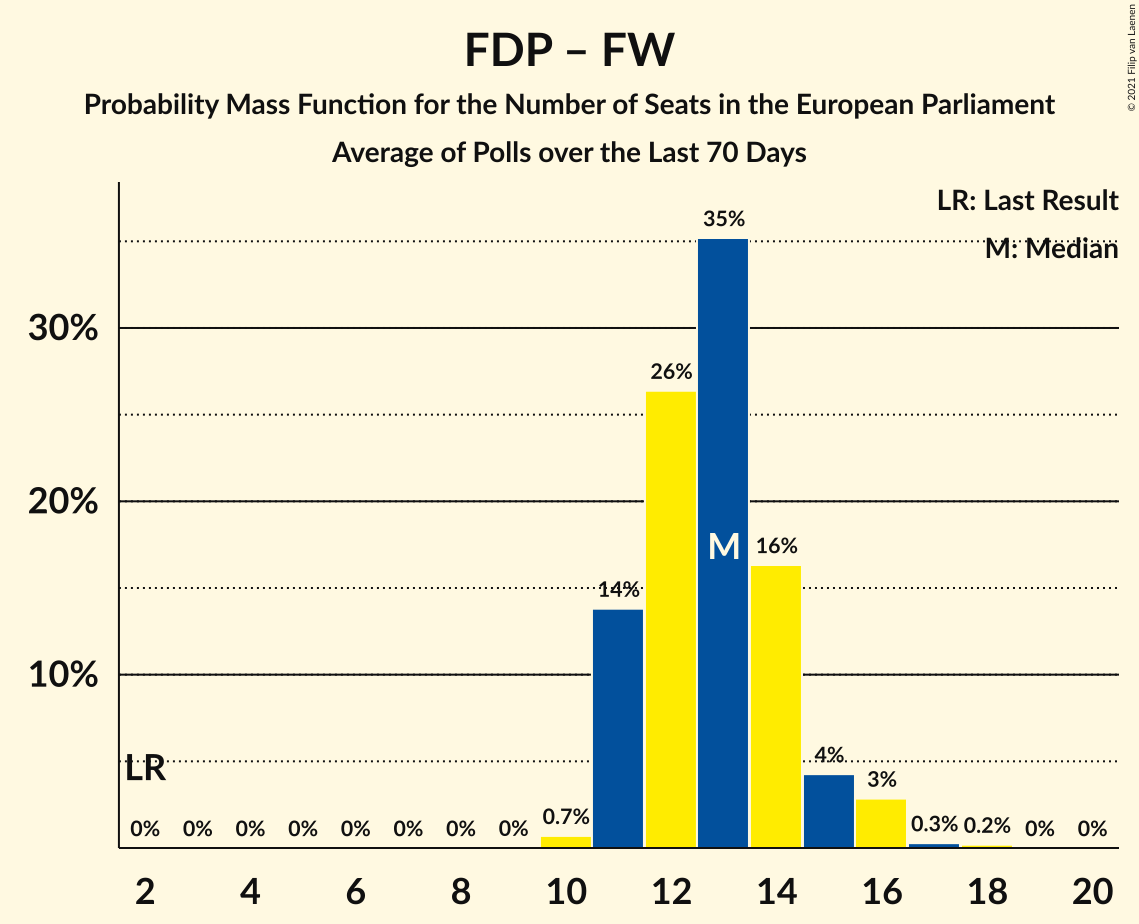 FDP – FW
Probability Mass Function for the Number of Seats in the European Parliament
Average of Polls over the Last 70 Days
© 2021 Filip van Laenen
LR: Last Result
M: Median
30%
20%
10%
LR
M
0% 0% 0% 0% 0% 0% 0% 0% 0.7% 14% 26% 35% 16% 4% 3% 0.3% 0.2% 0% 0%
2 4 6 8 10 12 14 16 18 20